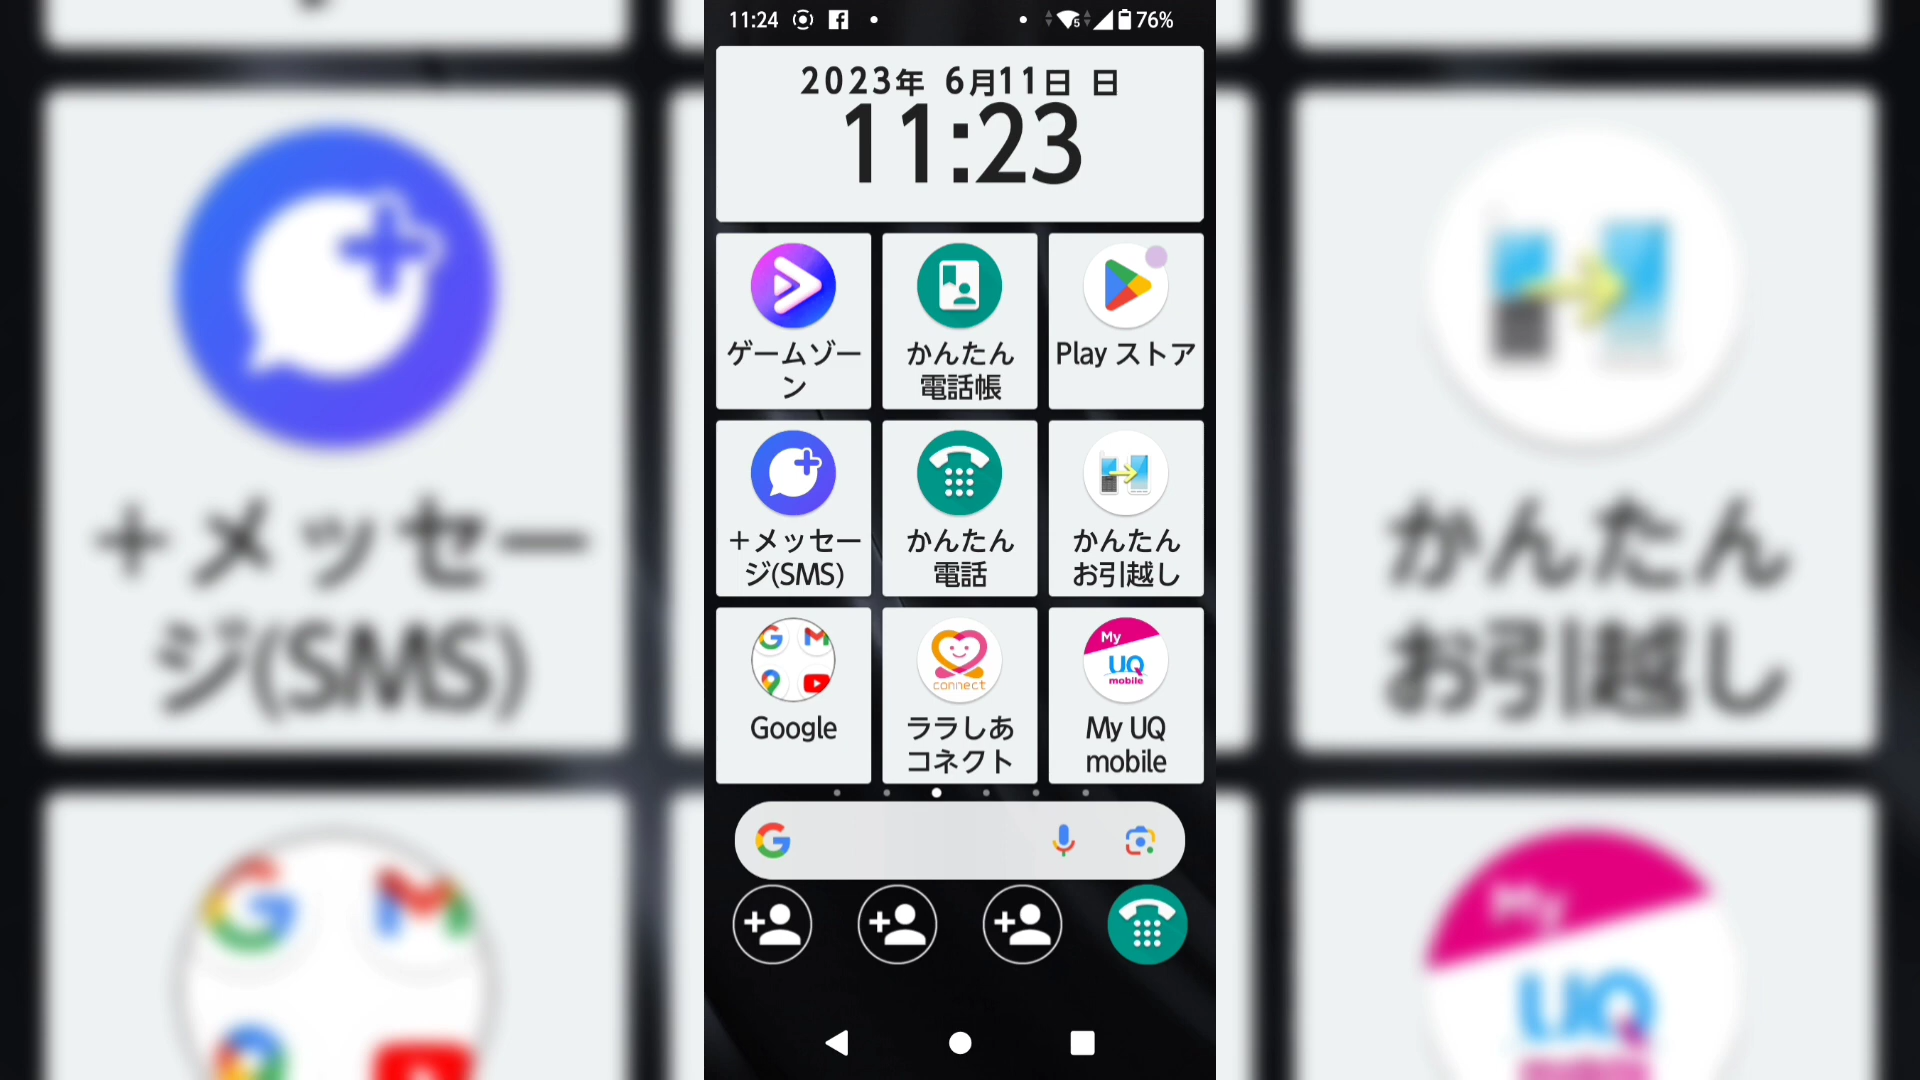 11:24
76%
2023年 6月11日 日
11:23
ゲームゾー
ン
かんたん
電話帳
Play ストア
+メッセー
ジ(SMS)
かんたん
電話
かんたん
お引越し
Google
connect
ララしあ
コネクト
My
UQ
mobile
My UQ
mobile
+メッセー
ジ(SMS)
かんたん
お引越し
My
UQ